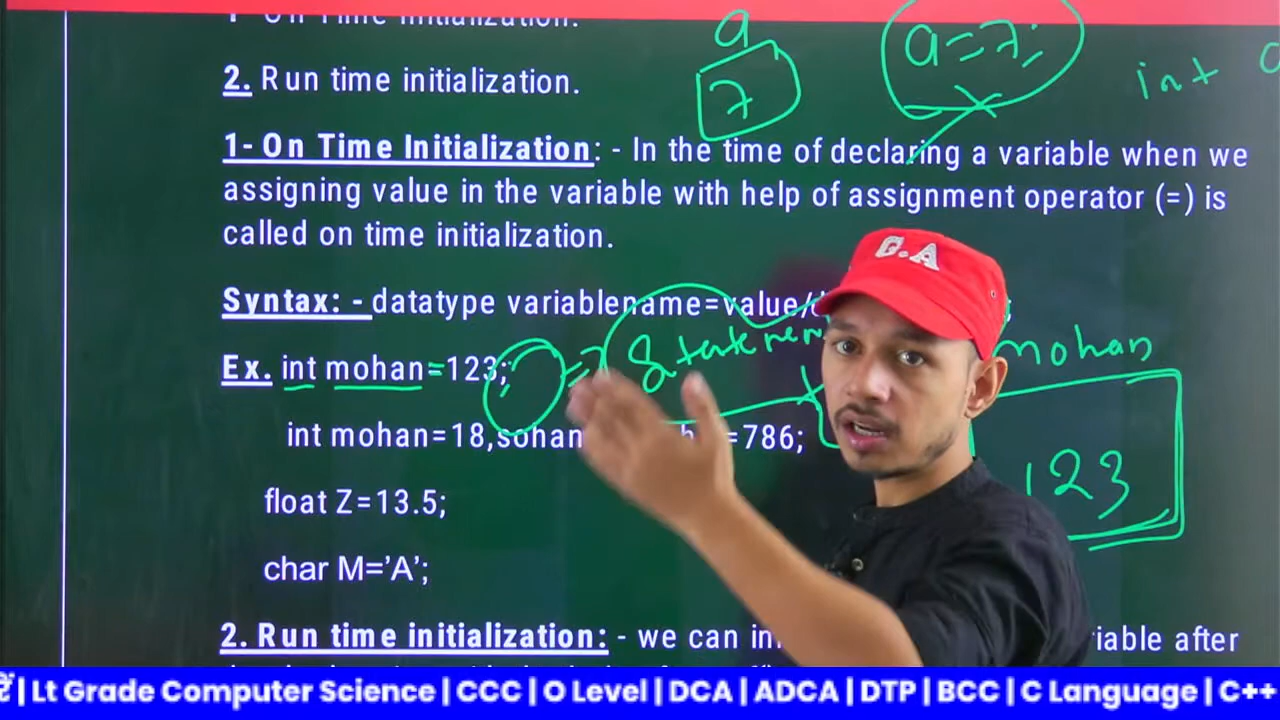 1 On Time Initialization.
a
a=7;
int a
2. Run time initialization.
7
1- On Time Initialization: - In the time of declaring a variable when we
assigning value in the variable with help of assignment operator (=) is
called on time initialization.
G.A
Syntax: - datatype variablename=value/
;
Statemen
mohan
Ex. int mohan=123;
; =>
int mohan=18,sohan =786;
123
float Z=13.5;
char M=’A’;
2. Run time initialization: - we can in iable after
| Lt Grade Computer Science | CCC | O Level | DCA | ADCA | DTP | BCC | C Language | C++